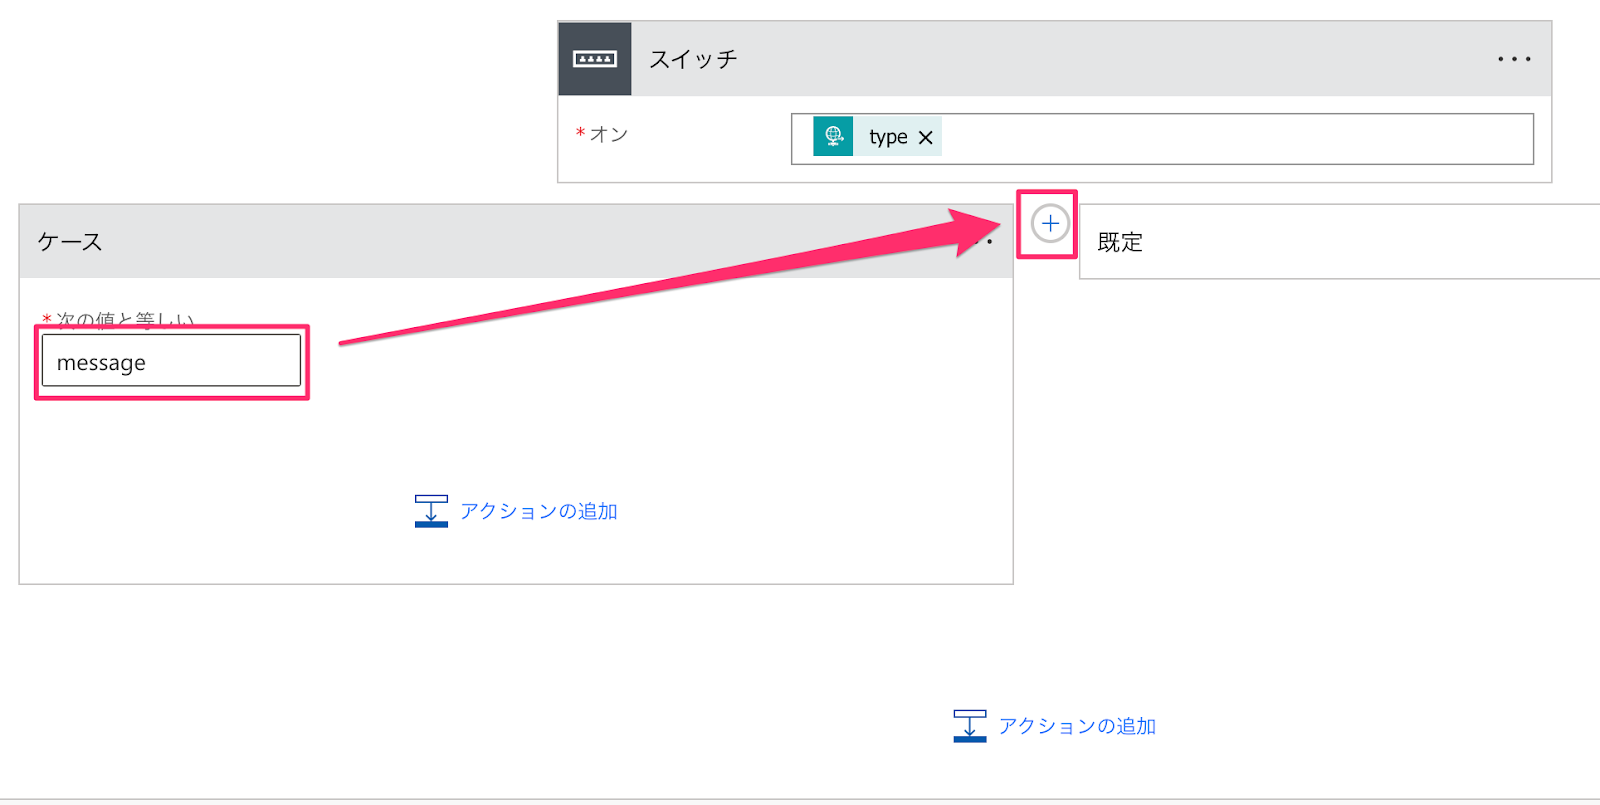 スイッチ
*オン
type
ケース
既定
*次の値と等しい
message
アクションの追加
アクションの追加